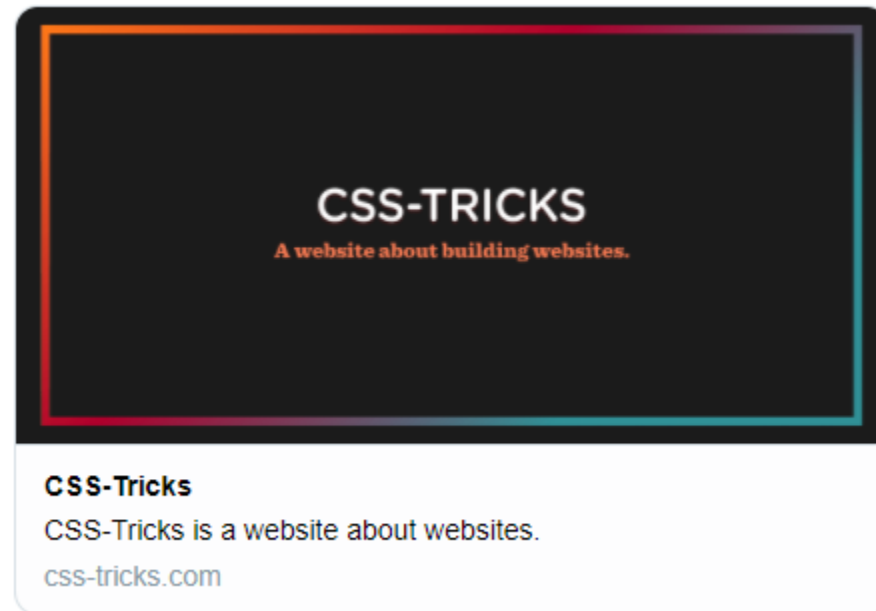 CSS-TRICKS
A website about building websites.
CSS-Tricks
CSS-Tricks is a website about websites.
css-tricks.com